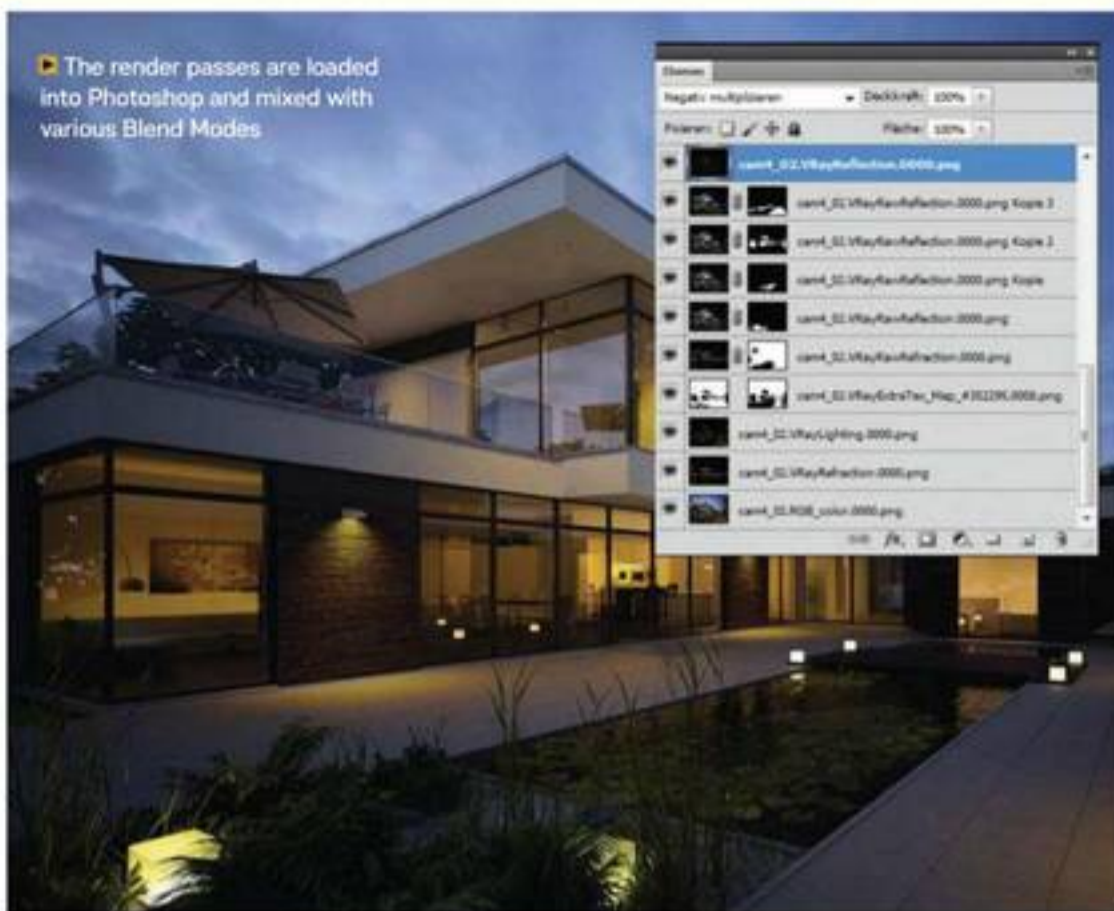 The render passes are loaded
into Photoshop and mixed with
various Blend Modes
Ebenen
Negativ multiplizieren Deckkraft: 100%
Fixieren: Fläche: 100%
cam4_02.VRayReflection.0000.png
cam4_02.VRayRawReflection.0000.png Kopie 3
cam4_02.VRayRawReflection.0000.png Kopie 2
cam4_02.VRayRawReflection.0000.png Kopie
cam4_02.VRayRawReflection.0000.png
cam4_02.VRayRawRefraction.0000.png
cam4_02.VRayLighting.0000.png
cam4_02.VRayRefraction.0000.png
cam4_02.RGB_color.0000.png
fx.